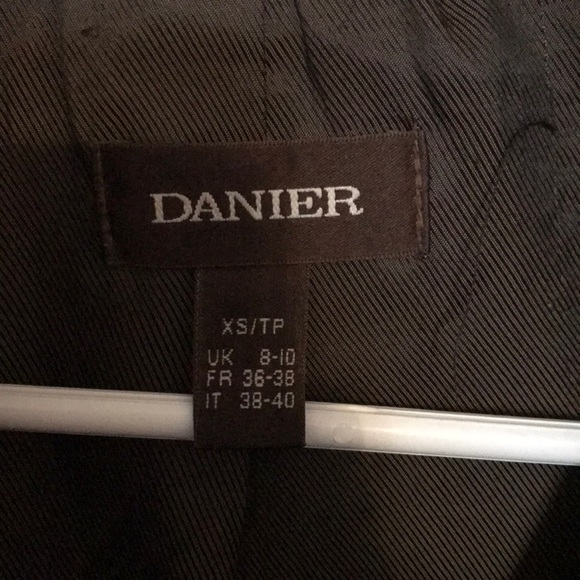 DANIER
XS/TP
UK 8-10
FR 36-38
IT 38-40